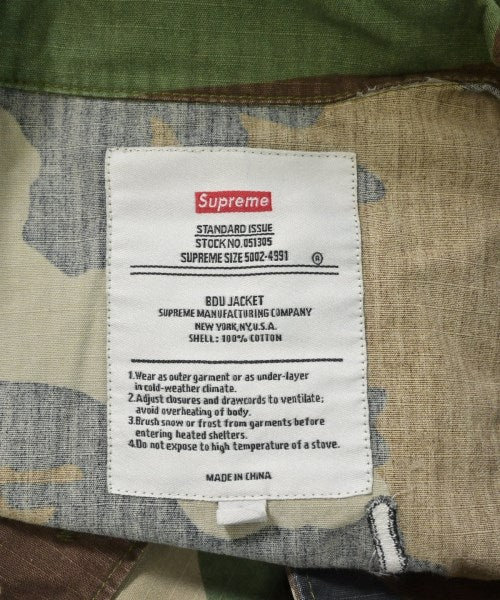 Supreme
STANDARD ISSUE
STOCK NO. 051305
SUPREME SIZE 5002-4991 ®
BDU JACKET
SUPREME MANUFACTURING COMPANY
NEW YORK,NY,U.S.A.
SHELL: 100% COTTON
1.Wear as outer garment or as under-layer
in cold-weather climate.
2.Adjust closures and drawcords to ventilate;
avoid overheating of body.
3.Brush snow or frost from garments before
entering heated shelters.
4.Do not expose to high temperature of a stove.
MADE IN CHINA